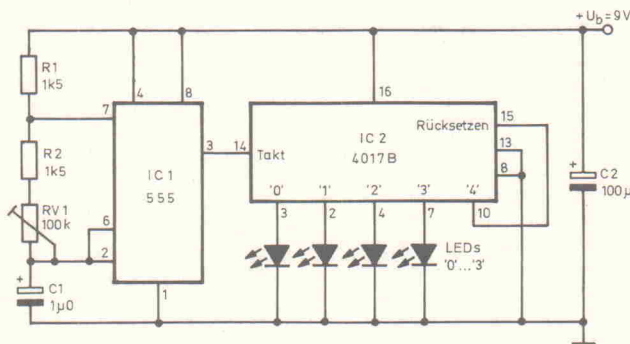 + U_b = 9V
R1
1k5
4
8
16
7
R2
1k5
IC 1
555
3
14
Takt
IC 2
4017B
Rücksetzen
15
13
8
'0'
'1'
'2'
'3'
'4'
3
2
4
7
10
+
C2
100µ
RV1
100k
6
2
LEDs
'0'...'3'
+
C1
1µ0
1